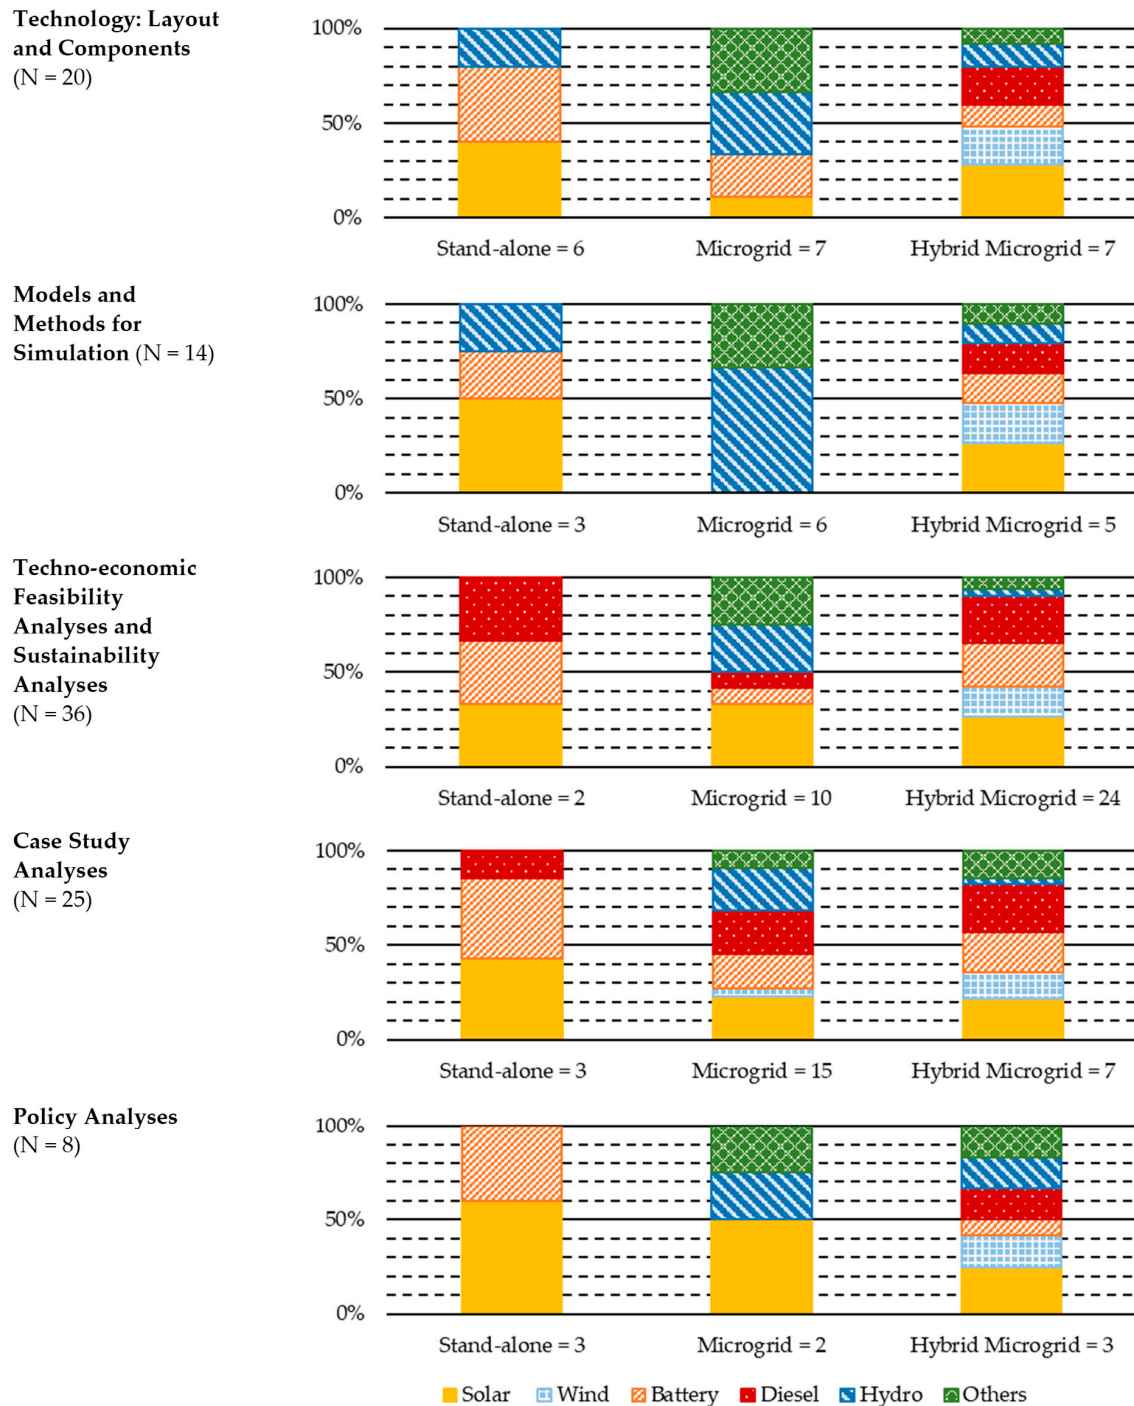 Technology: Layout
and Components
(N = 20)
100%
50%
0%
Stand-alone = 6 Microgrid = 7 Hybrid Microgrid = 7
Models and
Methods for
Simulation (N = 14)
100%
50%
0%
Stand-alone = 3 Microgrid = 6 Hybrid Microgrid = 5
Techno-economic
Feasibility
Analyses and
Sustainability
Analyses
(N = 36)
100%
50%
0%
Stand-alone = 2 Microgrid = 10 Hybrid Microgrid = 24
Case Study
Analyses
(N = 25)
100%
50%
0%
Stand-alone = 3 Microgrid = 15 Hybrid Microgrid = 7
Policy Analyses
(N = 8)
100%
50%
0%
Stand-alone = 3 Microgrid = 2 Hybrid Microgrid = 3
Solar Wind Battery Diesel Hydro Others